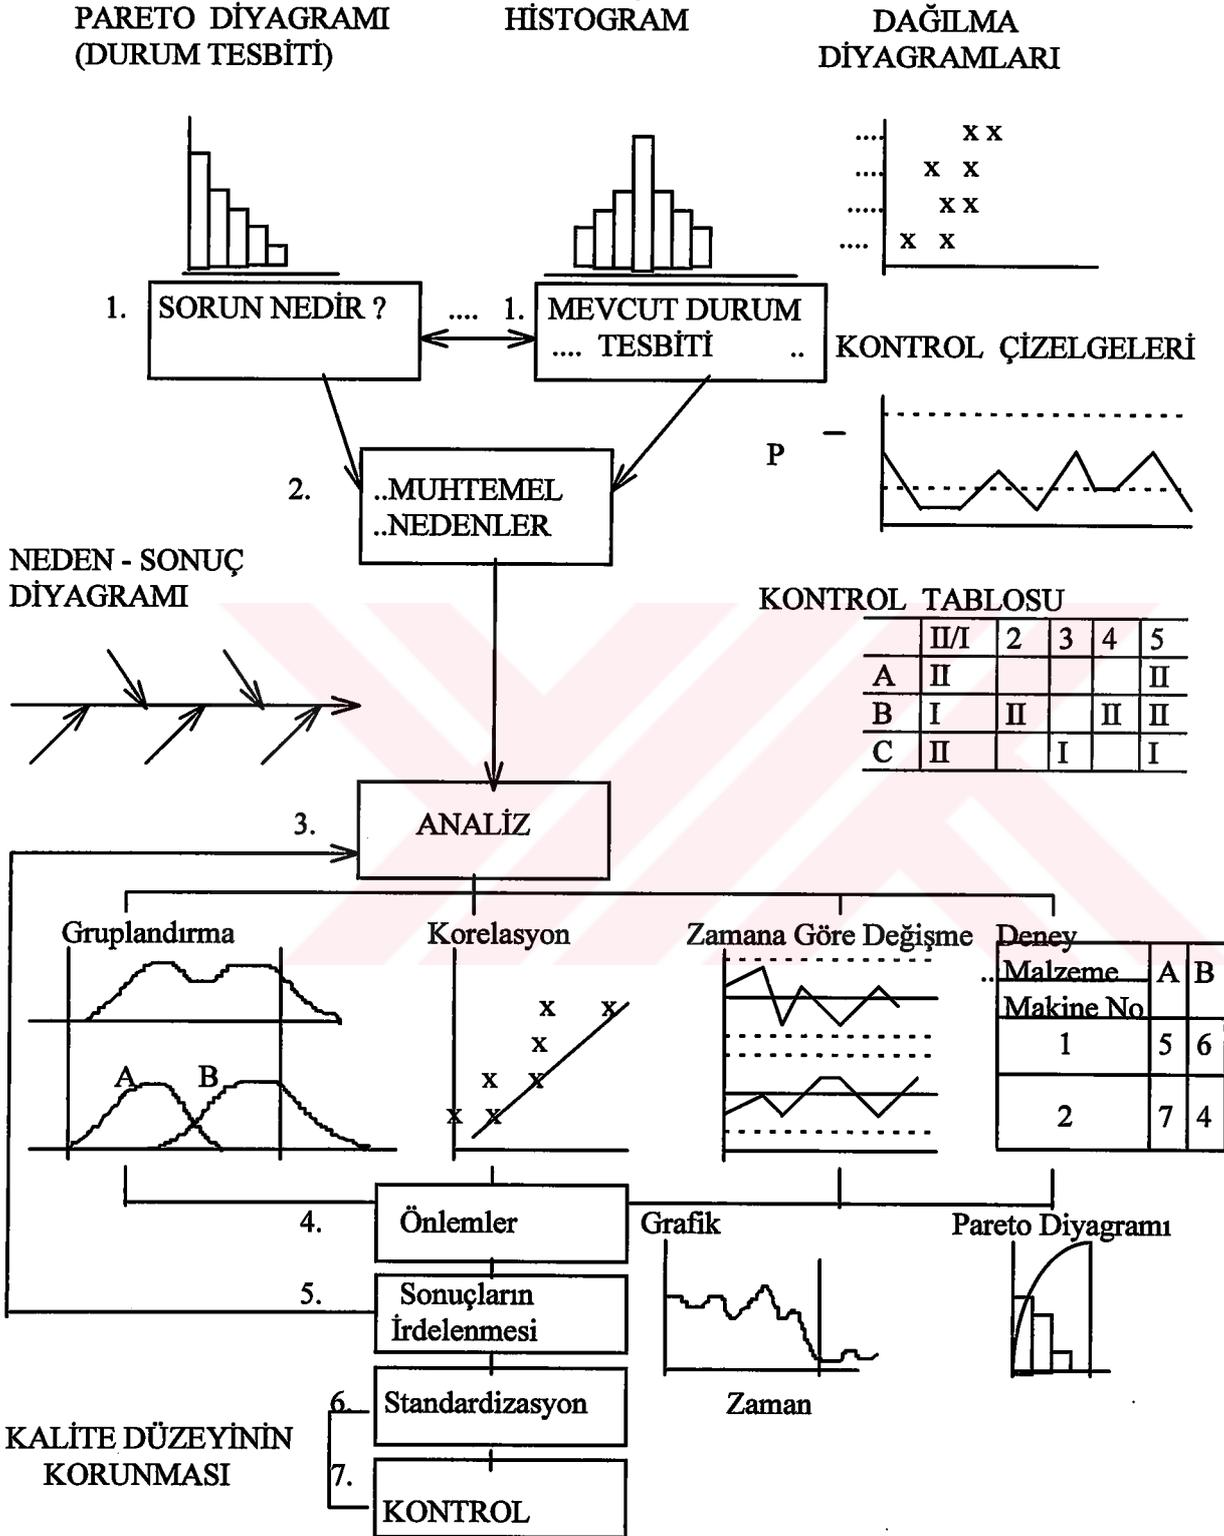 PARETO DİYAGRAMI
(DURUM TESBİTİ)
HİSTOGRAM
DAĞILMA
DİYAGRAMLARI
.... x x
.... x x
..... x x
.... x x
1. SORUN NEDİR ?
.... 1. MEVCUT DURUM
.... TESBİTİ ..
KONTROL ÇİZELGELERİ
P
2. ..MUHTEMEL
..NEDENLER
NEDEN - SONUÇ
DİYAGRAMI
KONTROL TABLOSU
II/I 2 3 4 5
A II II
B I II II II
C II I I
3. ANALİZ
Gruplandırma
A B
Korelasyon
x x
x
x x
x x
Zamana Göre Değişme
Deney
..Malzeme A B
Makine No
1 5 6
2 7 4
4. Önlemler
Grafik
Zaman
Pareto Diyagramı
5. Sonuçların
İrdelenmesi
6. Standardizasyon
KALİTE DÜZEYİNİN
KORUNMASI
7. KONTROL